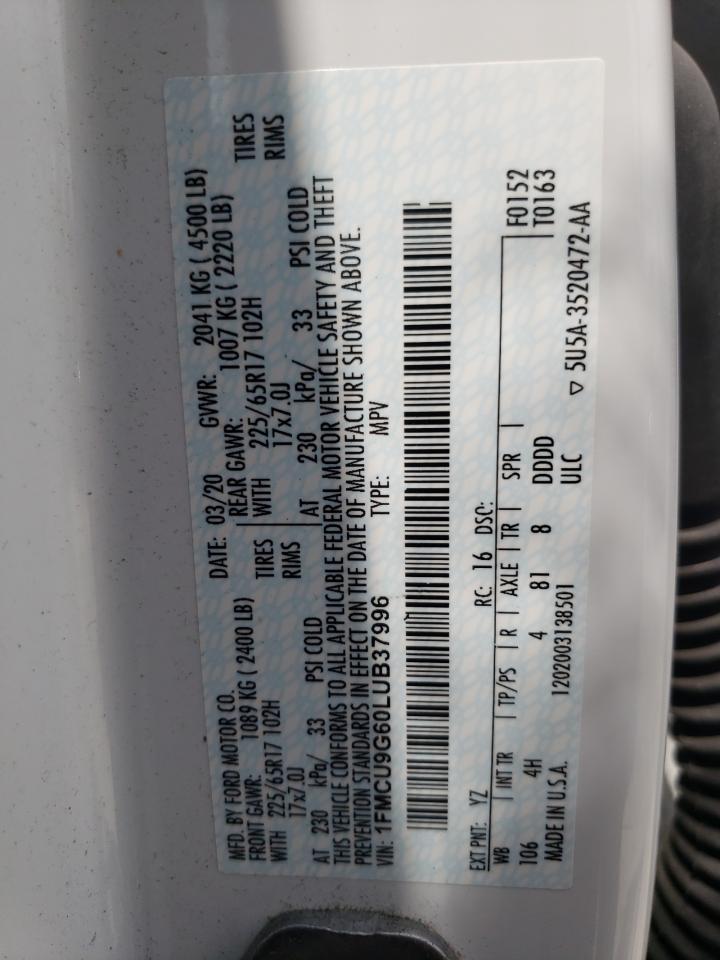 MFD. BY FORD MOTOR CO.
DATE: 03/20 GVWR: 2041 KG ( 4500 LB)
FRONT GAWR: 1089 KG ( 2400 LB) REAR GAWR: 1007 KG ( 2220 LB)
WITH 225/65R17 102H TIRES WITH 225/65R17 102H TIRES
17x7.0J RIMS 17x7.0J RIMS
AT 230 kPa/ 33 PSI COLD AT 230 kPa/ 33 PSI COLD
THIS VEHICLE CONFORMS TO ALL APPLICABLE FEDERAL MOTOR VEHICLE SAFETY AND THEFT
PREVENTION STANDARDS IN EFFECT ON THE DATE OF MANUFACTURE SHOWN ABOVE.
VIN: 1FMCU9G60LUB37996 TYPE: MPV
EXT PNT: YZ RC: 16 DSC: F0152
WB INT TR TP/PS R AXLE TR SPR T0163
106 4H 4 81 8 DDDD
MADE IN U.S.A. 1202003138501 ULC ▽ 5U5A-3520472-AA